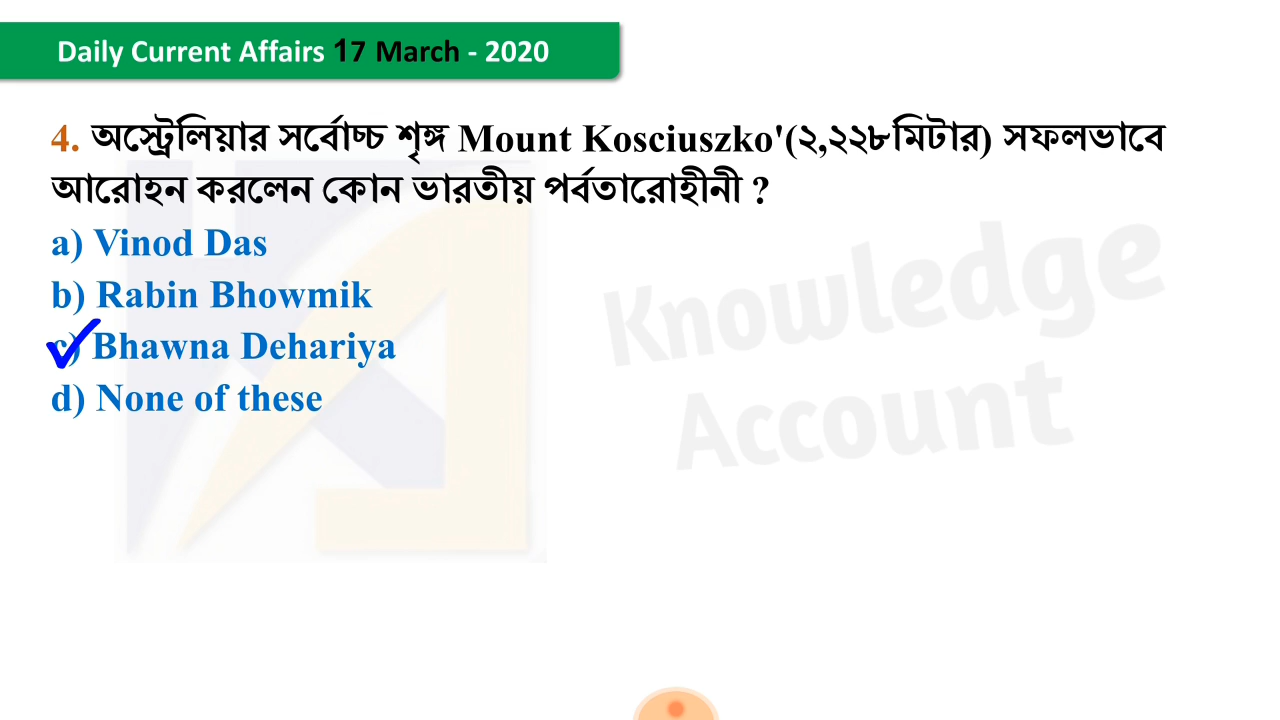 Daily Current Affairs 17 March - 2020
4. অস্ট্রেলিয়ার সর্বোচ্চ শৃঙ্গ Mount Kosciuszko'(২,২২৮মিটার) সফলভাবে
আরোহন করলেন কোন ভারতীয় পর্বতারোহীনী ?
a) Vinod Das
b) Rabin Bhowmik
c) Bhawna Dehariya
d) None of these
Knowledge
Account